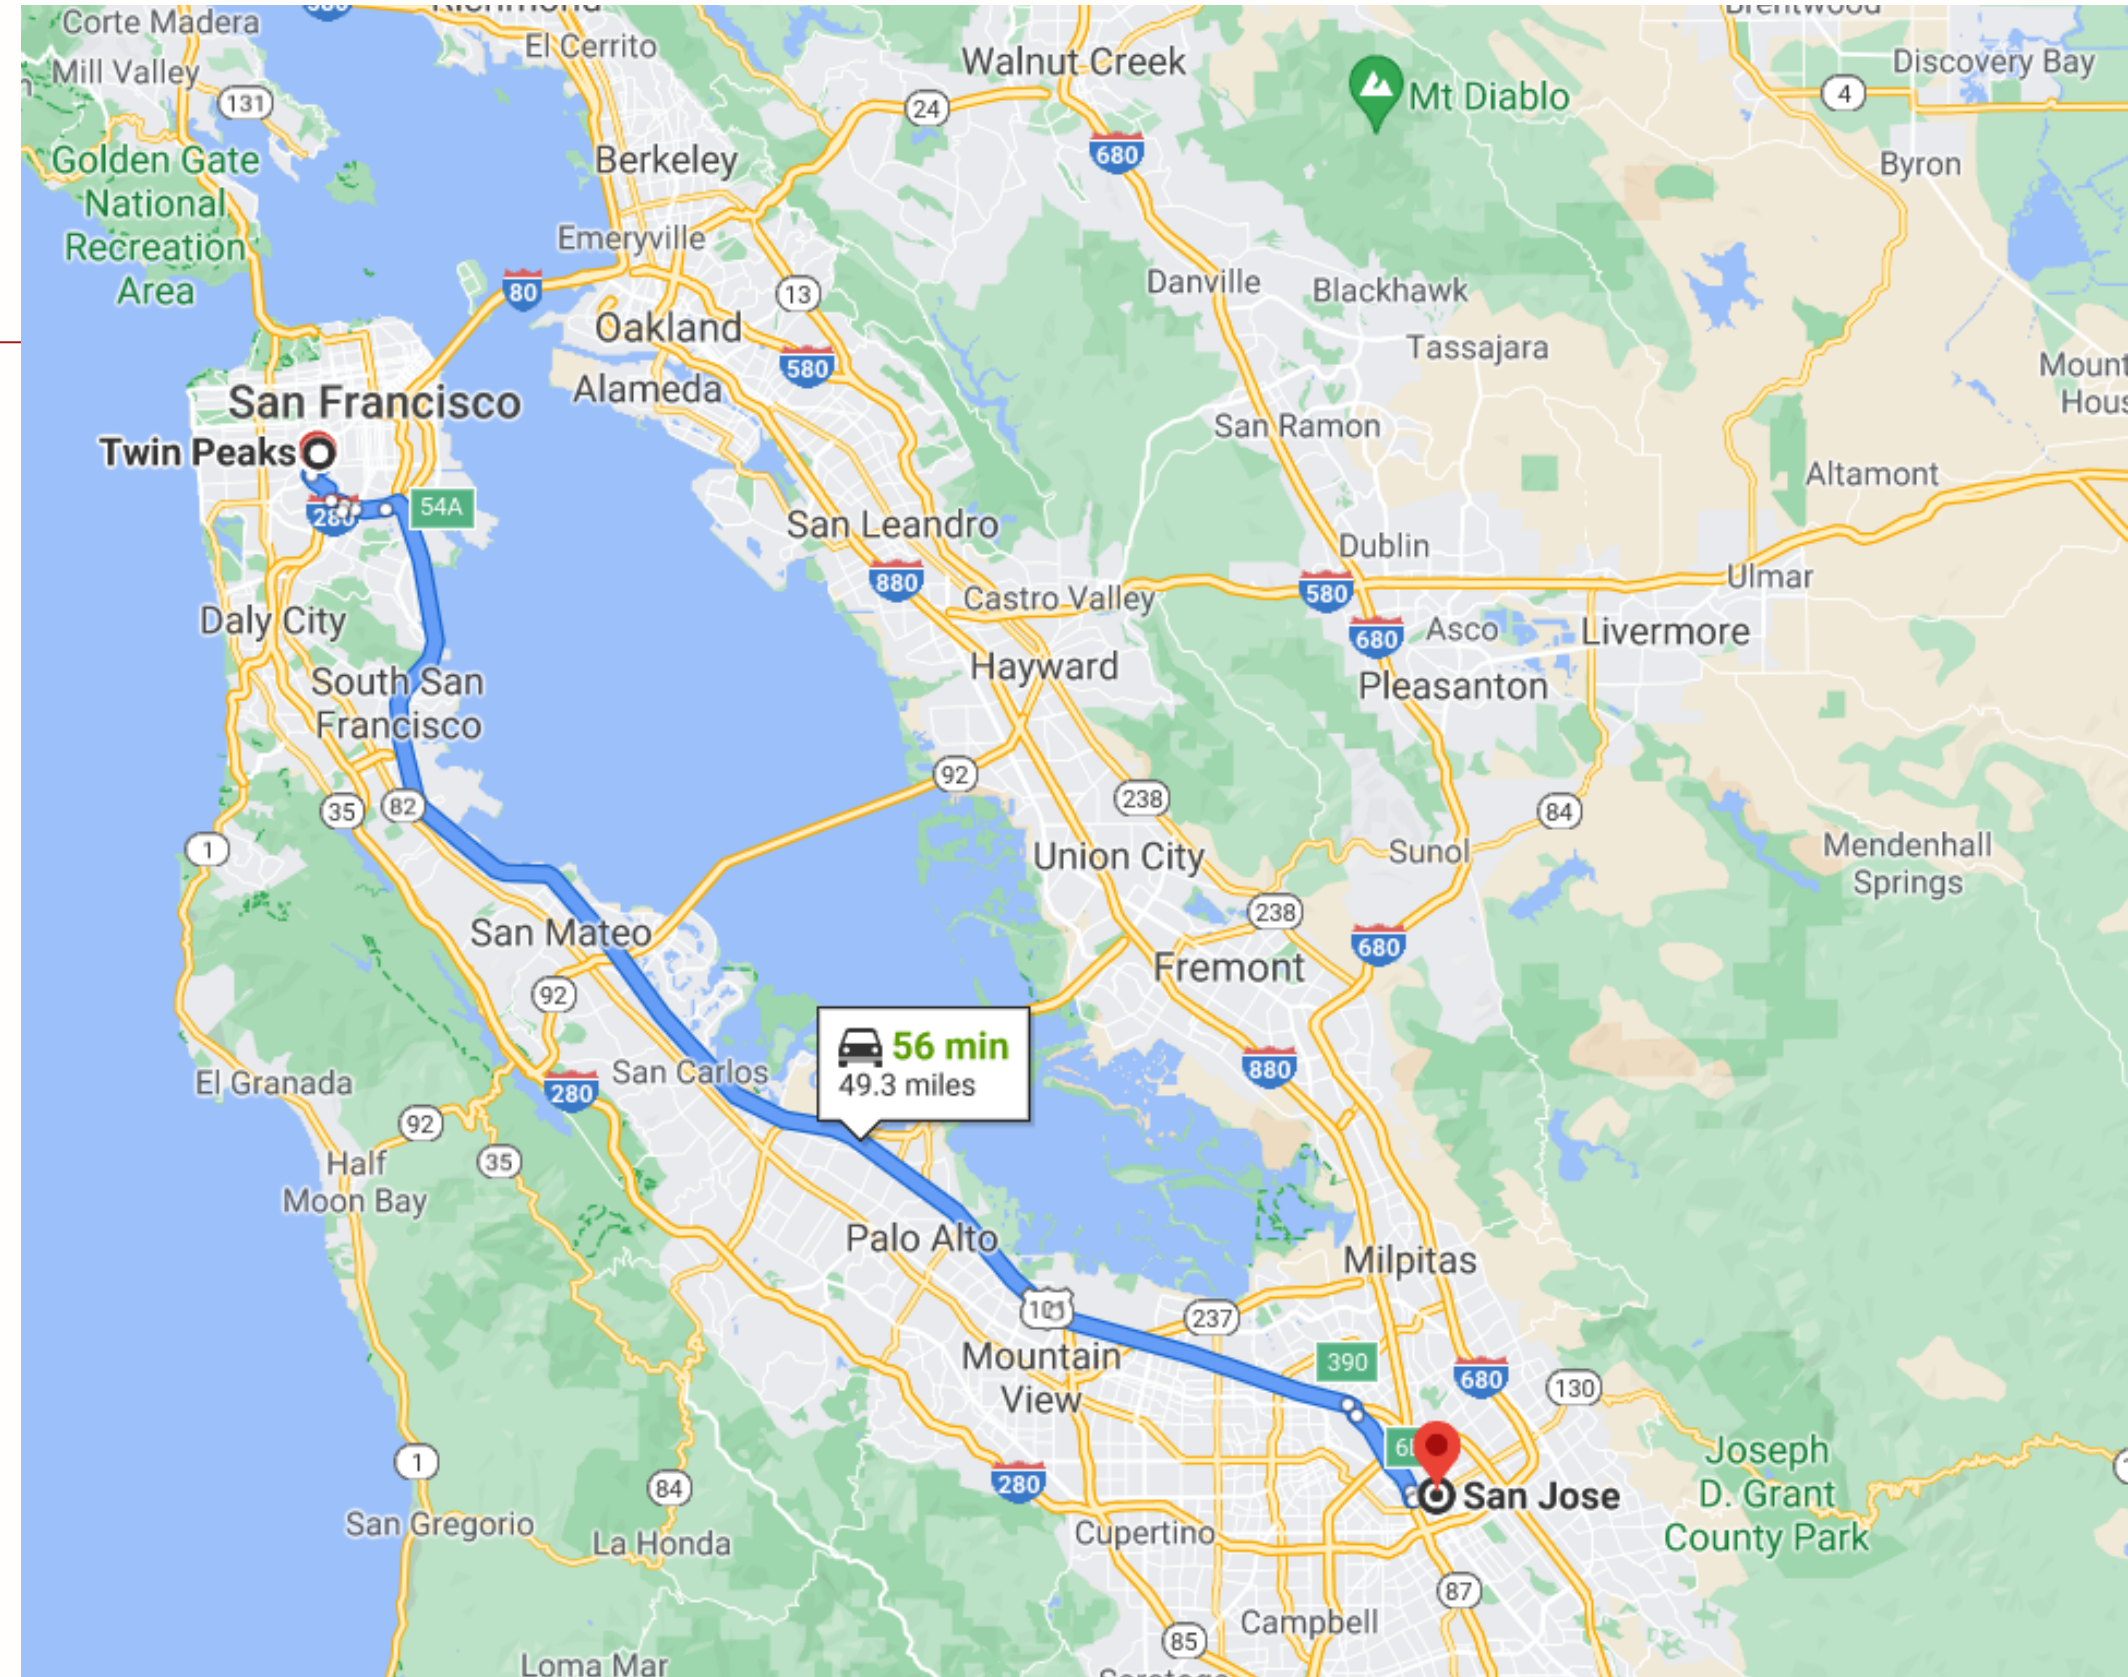 Corte Madera
Richmond
El Cerrito
Walnut Creek
Brentwood
Discovery Bay
Mill Valley
131
24
Mt Diablo
4
680
Golden Gate
National
Recreation
Area
Berkeley
Byron
Emeryville
80
13
Danville
Blackhawk
Oakland
Tassajara
580
Alameda
San Francisco
Twin Peaks
San Ramon
Altamont
280
54A
San Leandro
Dublin
880
Castro Valley
580
Ulmar
Daly City
680
Asco
Livermore
Hayward
Pleasanton
South San
Francisco
92
35
82
238
84
1
Union City
Sunol
Mendenhall
Springs
238
San Mateo
680
Fremont
92
56 min
49.3 miles
El Granada
280
San Carlos
880
92
35
Half
Moon Bay
Palo Alto
Milpitas
101
237
Mountain
View
390
680
130
1
280
84
Joseph
D. Grant
County Park
San Jose
San Gregorio
La Honda
Cupertino
87
Campbell
85
Loma Mar
Saratoga